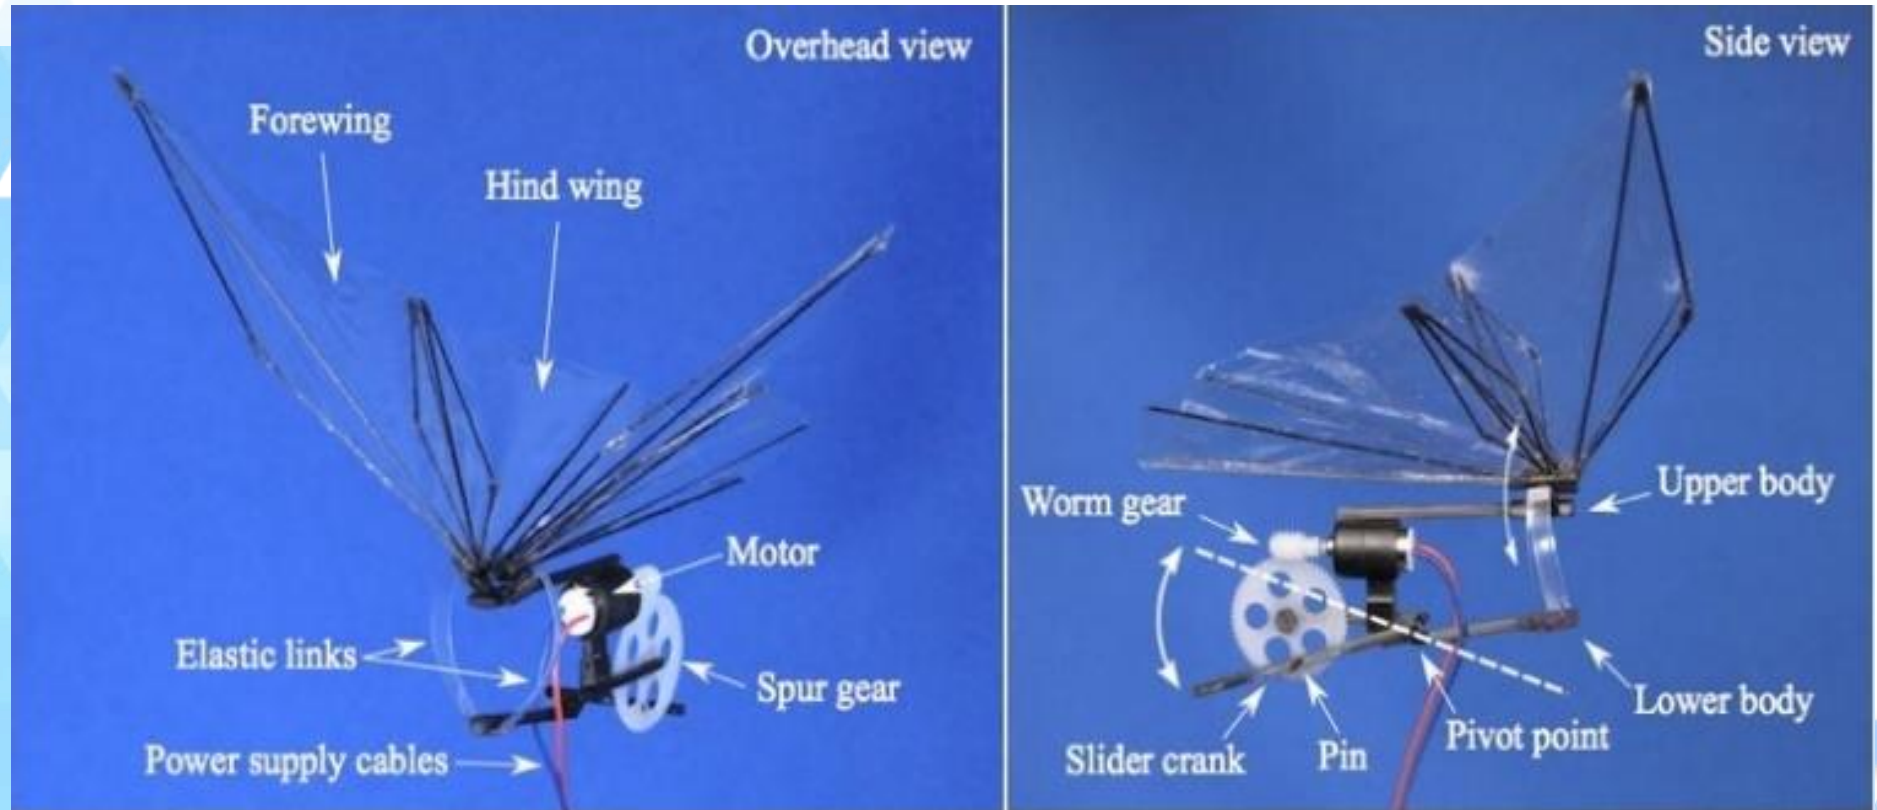 Overhead view
Forewing
Hind wing
Motor
Elastic links
Spur gear
Power supply cables
Side view
Upper body
Worm gear
Lower body
Pivot point
Slider crank
Pin